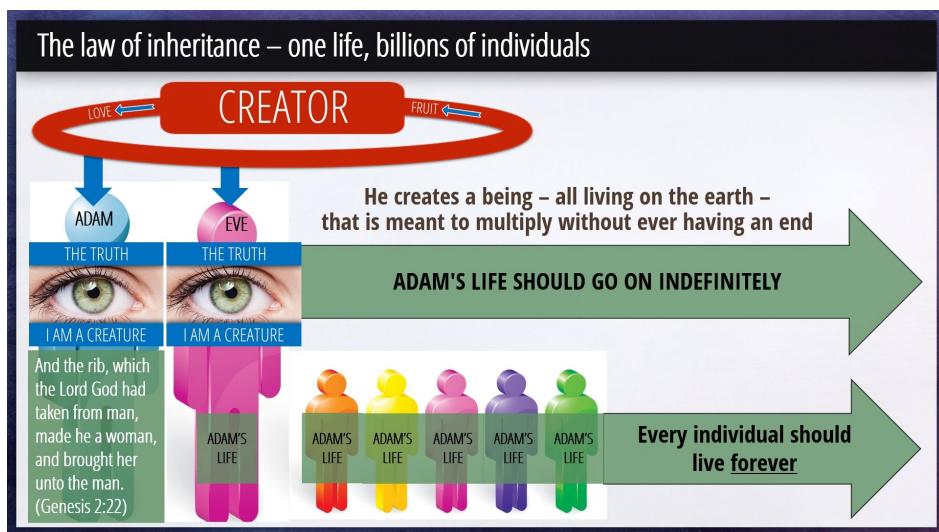 The law of inheritance – one life, billions of individuals
LOVE
CREATOR
FRUIT
ADAM
EVE
He creates a being – all living on the earth –
that is meant to multiply without ever having an end
THE TRUTH
THE TRUTH
ADAM'S LIFE SHOULD GO ON INDEFINITELY
I AM A CREATURE
I AM A CREATURE
And the rib, which
the Lord God had
taken from man,
made he a woman,
and brought her
unto the man.
(Genesis 2:22)
ADAM'S
LIFE
ADAM'S
LIFE
ADAM'S
LIFE
ADAM'S
LIFE
ADAM'S
LIFE
ADAM'S
LIFE
Every individual should
live forever